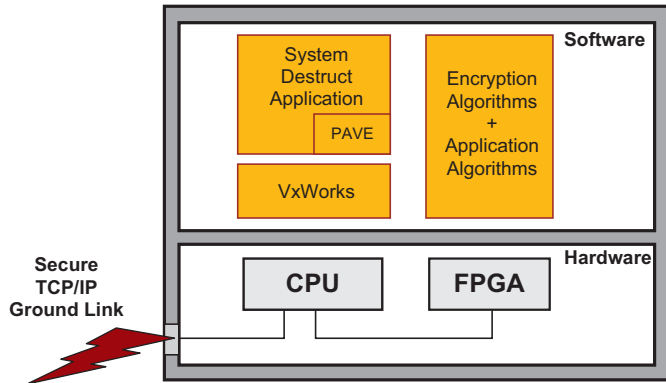 Software
System
Destruct
Application
PAVE
VxWorks
Encryption
Algorithms
+
Application
Algorithms
Hardware
CPU
FPGA
Secure
TCP/IP
Ground Link